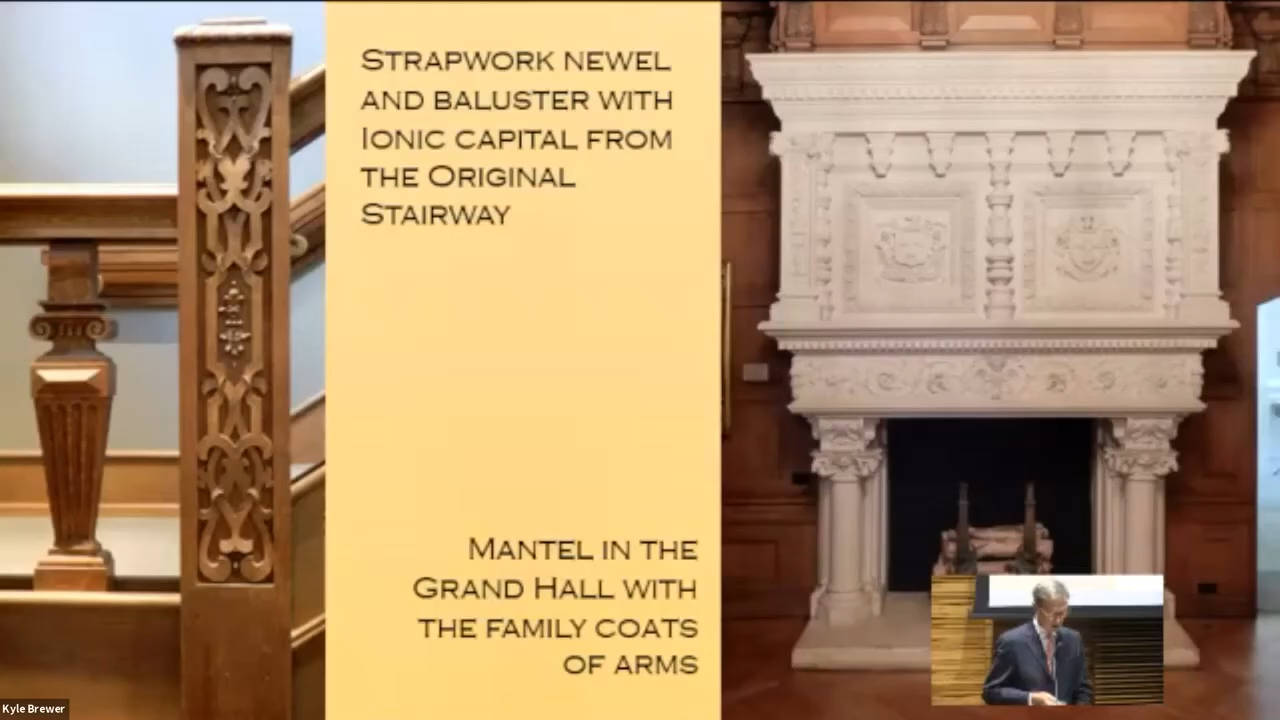 Strapwork newel
and baluster with
Ionic capital from
the Original
Stairway
Mantel in the
Grand Hall with
the family coats
of arms
Kyle Brewer